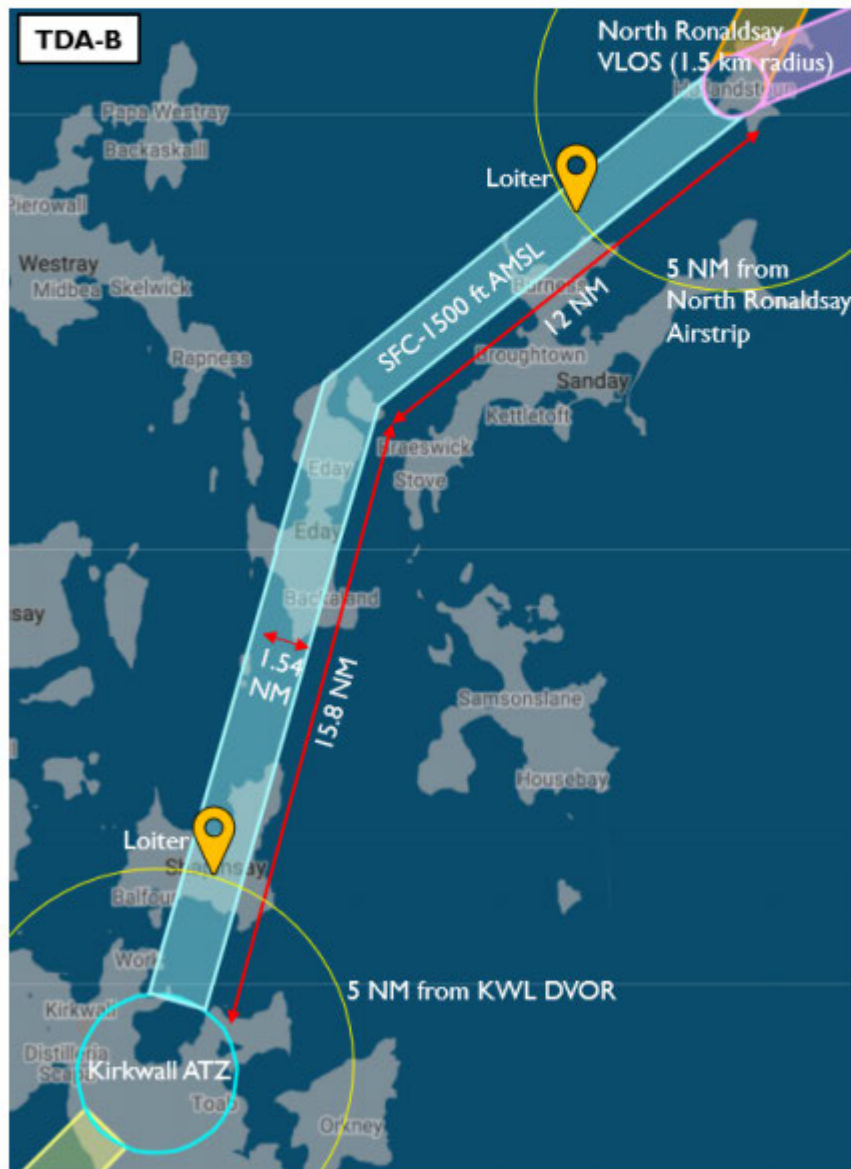 TDA-B
North Ronaldsay
VLOS (1.5 km radius)
Papa Westray
Backaskaill
Loiter
Pierowall
Westray
Midbea
Skelwick
5 NM from
North Ronaldsay
Airstrip
SFC-1500 ft AMSL
12 NM
Rapness
Broughtown
Sanday
Kettletoft
Braeswick
Stove
Eday
Eday
Backaland
1.54
NM
15.8 NM
Samsonslane
Housebay
Loiter
Shapinsay
Balfour
Work
5 NM from KWL DVOR
Kirkwall
Distilleria
Kirkwall ATZ
Toab
Orkney